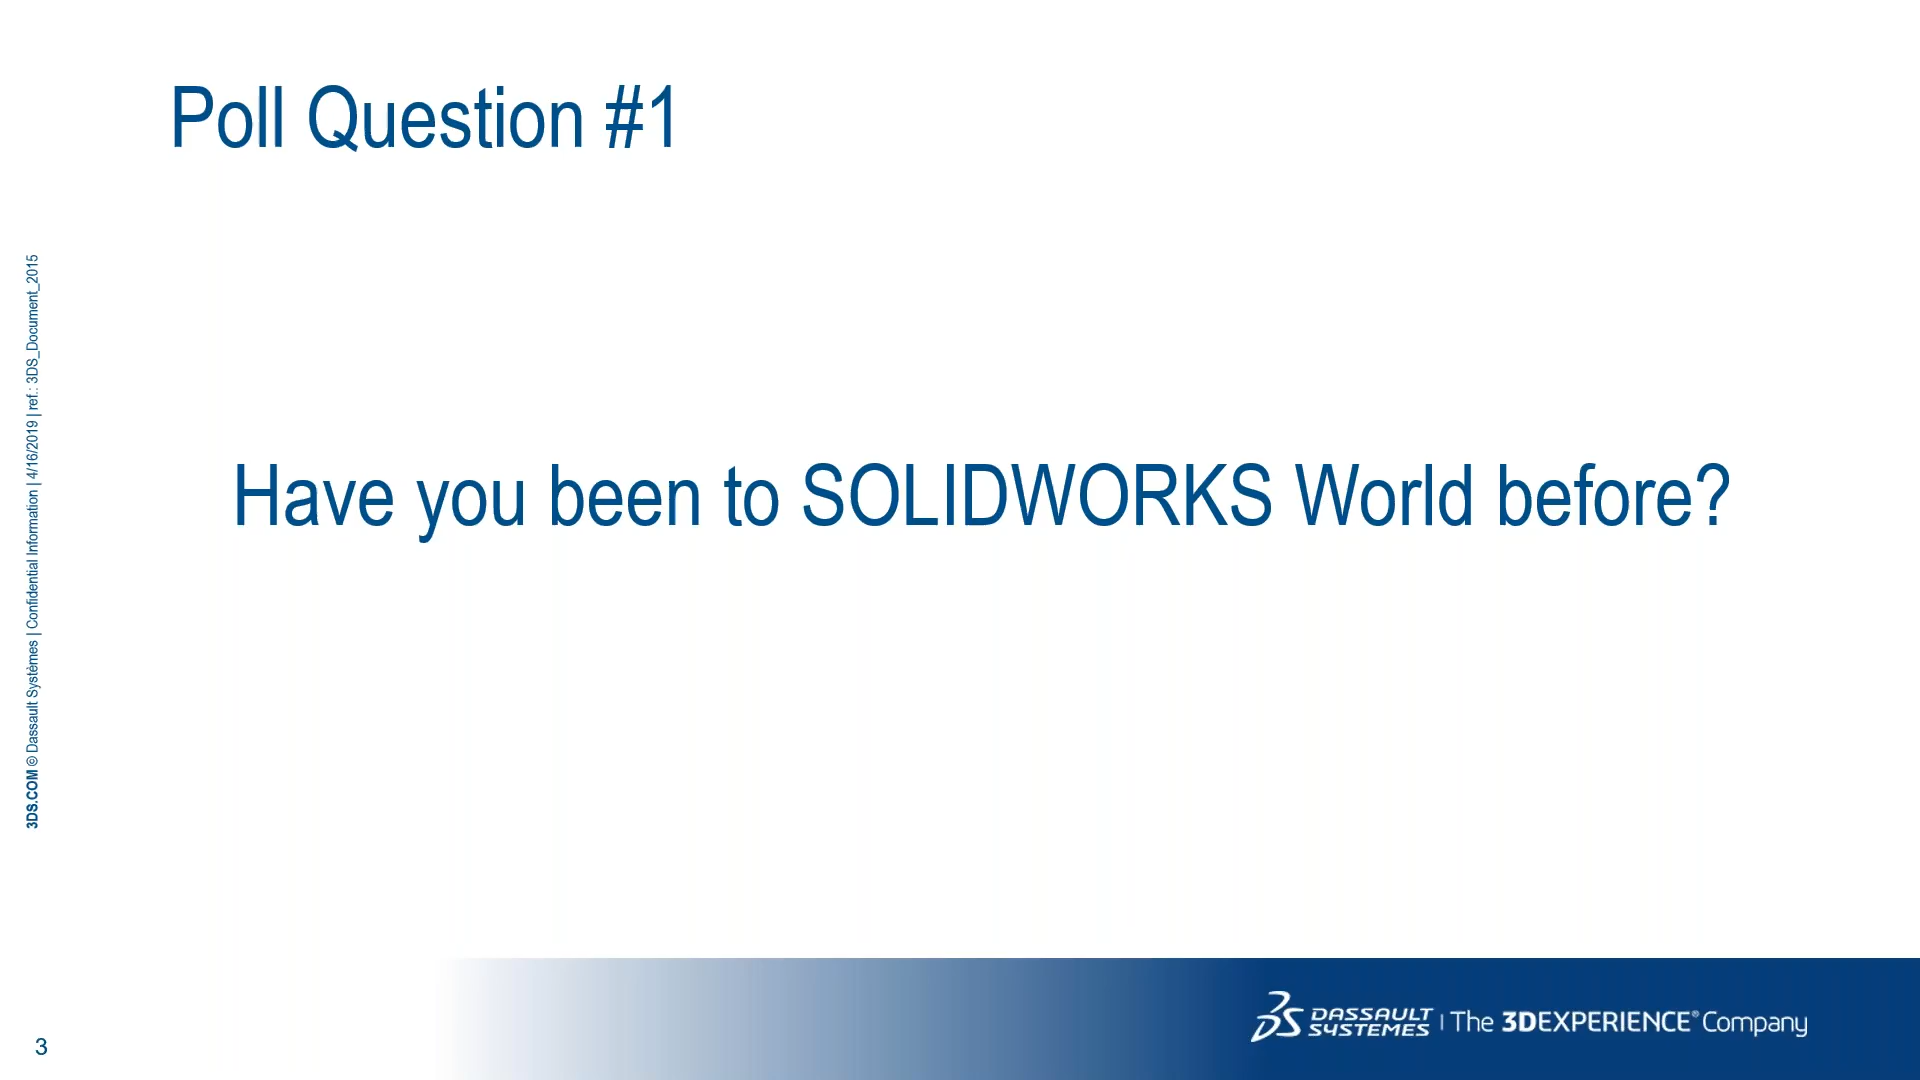 Poll Question #1
3DS.COM © Dassault Systèmes | Confidential Information | 4/16/2019 | ref.: 3DS_Document_2015
Have you been to SOLIDWORKS World before?
3
3DS DASSAULT SYSTEMES | The 3DEXPERIENCE® Company